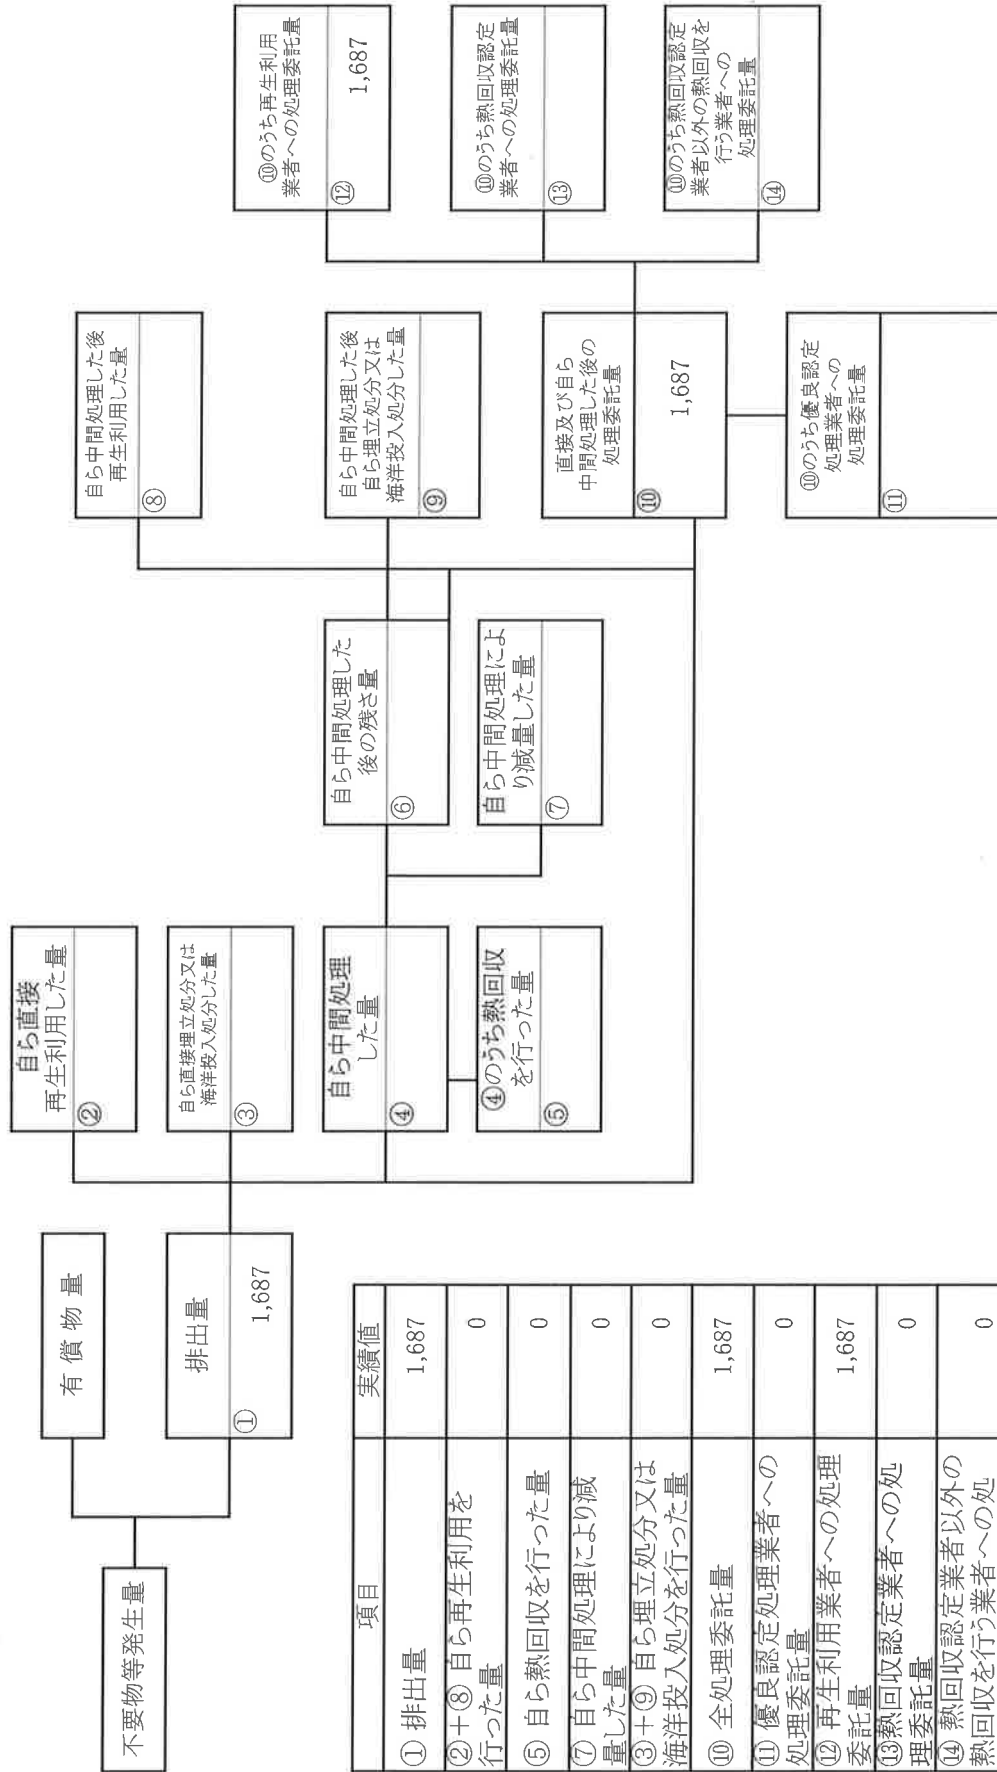 不要物等発生量
有 償 物 量
排出量
①
1,687
自ら直接
再生利用した量
②
自ら直接埋立処分又は
海洋投入処分した量
③
自ら中間処理
した量
④
④のうち熱回収
を行った量
⑤
自ら中間処理した
後の残さ量
⑥
自ら中間処理によ
り減量した量
⑦
自ら中間処理した後
再生利用した量
⑧
自ら中間処理した後
自ら埋立処分又は
海洋投入処分した量
⑨
直接及び自ら
中間処理した後の
処理委託量
⑩
1,687
⑩のうち優良認定
処理業者への
処理委託量
⑪
⑩のうち再生利用
業者への処理委託量
⑫
1,687
⑩のうち熱回収認定
業者への処理委託量
⑬
⑩のうち熱回収認定
業者以外の熱回収を
行う業者への
処理委託量
⑭
項目 実績値
① 排出量 1,687
②+⑧ 自ら再生利用を
行った量 0
⑤ 自ら熱回収を行った量 0
⑦ 自ら中間処理により減
量した量 0
③+⑨ 自ら埋立処分又は
海洋投入処分を行った量 0
⑩ 全処理委託量 1,687
⑪ 優良認定処理業者への
処理委託量 0
⑫ 再生利用業者への処理
委託量 1,687
⑬熱回収認定業者への処
理委託量 0
⑭ 熱回収認定業者以外の
熱回収を行う業者への処 0